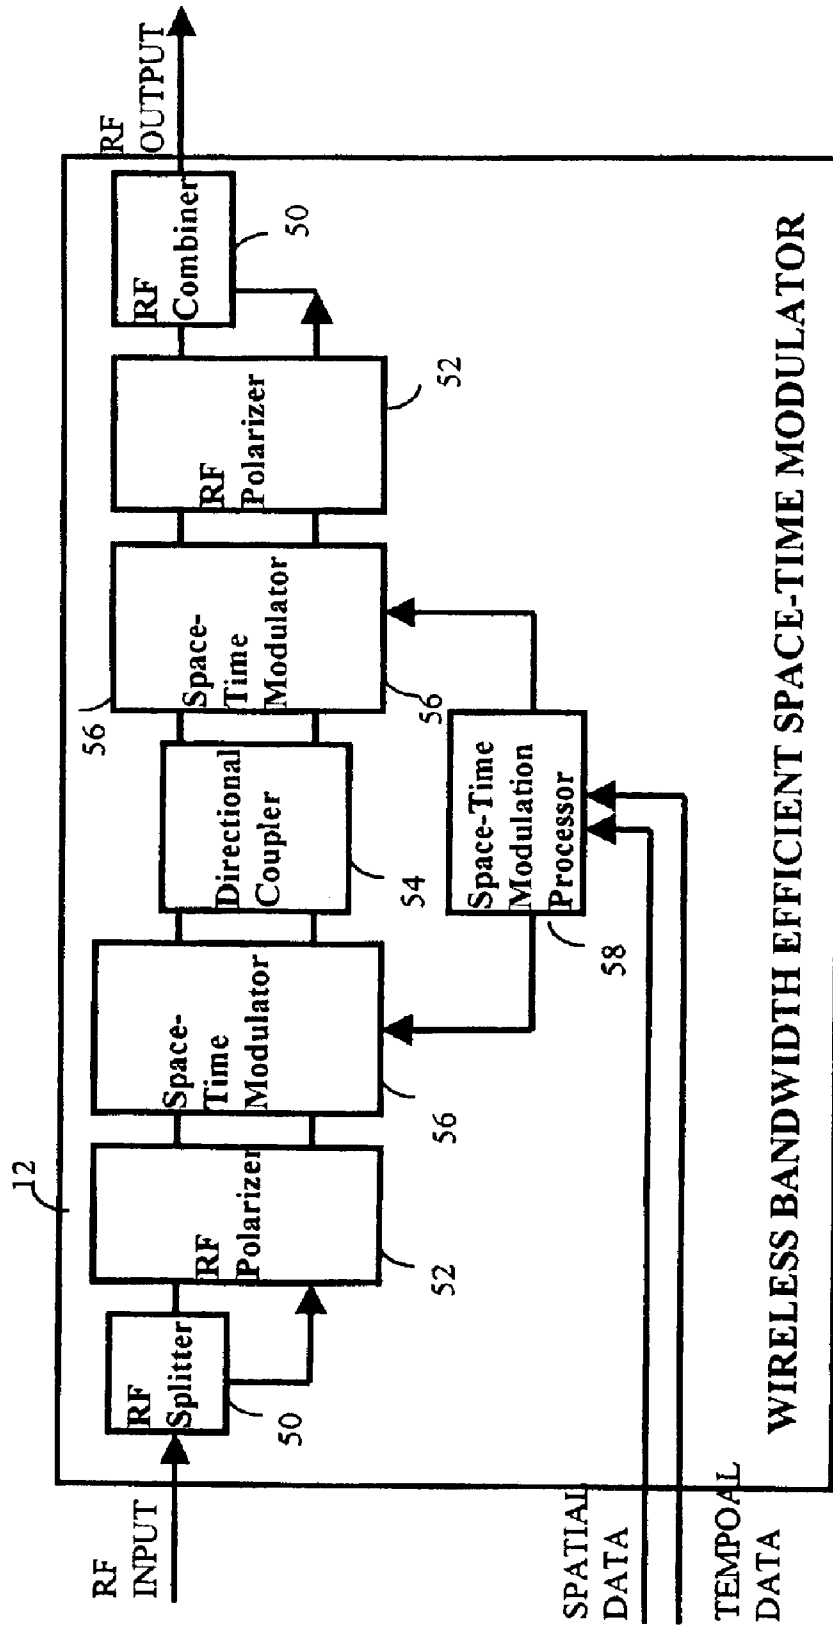 12
RF
INPUT
RF
Splitter
50
RF
Polarizer
52
Space-
Time
Modulator
56
Directional
Coupler
54
56
Space-
Time
Modulator
56
RF
Polarizer
52
RF
Combiner
50
RF
OUTPUT
Space-Time
Modulation
Processor
58
SPATIAL
DATA
TEMPOAL
DATA
WIRELESS BANDWIDTH EFFICIENT SPACE-TIME MODULATOR